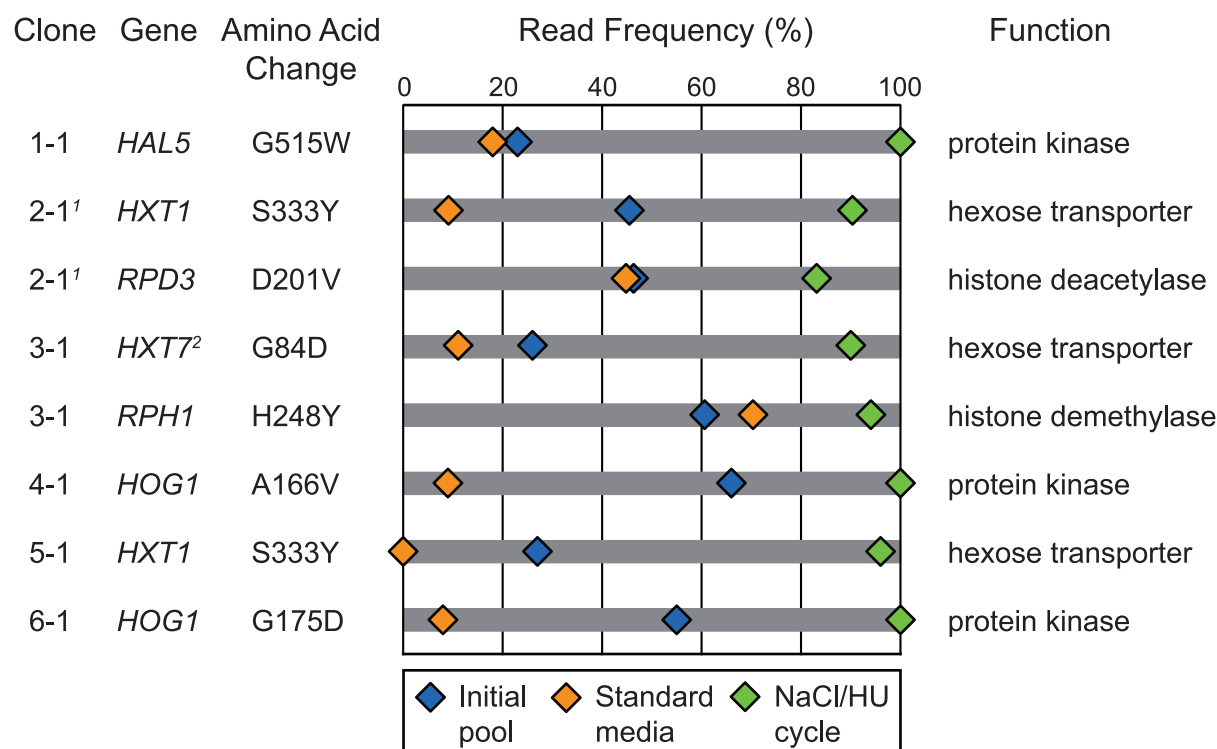 Clone Gene Amino Acid Change Read Frequency (%) Function
0 20 40 60 80 100
1-1 HAL5 G515W protein kinase
2-1¹ HXT1 S333Y hexose transporter
2-1¹ RPD3 D201V histone deacetylase
3-1 HXT7² G84D hexose transporter
3-1 RPH1 H248Y histone demethylase
4-1 HOG1 A166V protein kinase
5-1 HXT1 S333Y hexose transporter
6-1 HOG1 G175D protein kinase
Initial pool Standard media NaCl/HU cycle